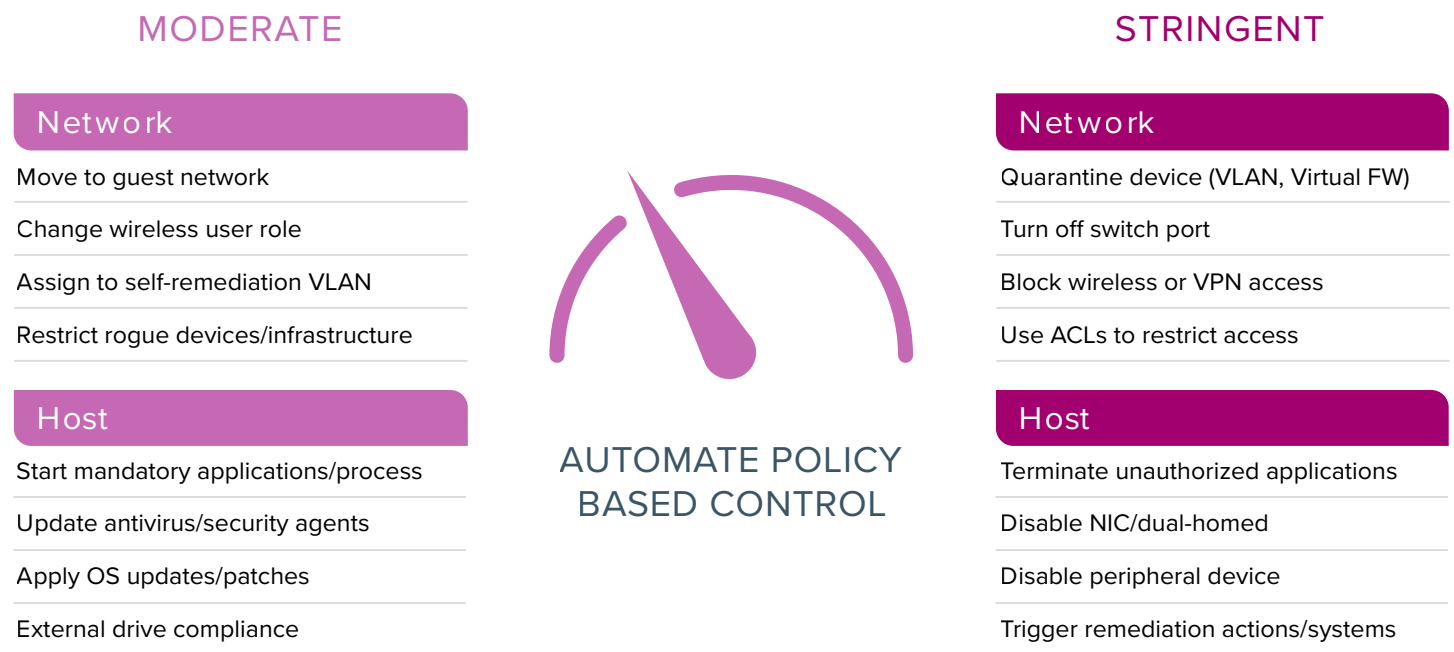 MODERATE
Network
Move to guest network
Change wireless user role
Assign to self-remediation VLAN
Restrict rogue devices/infrastructure
Host
Start mandatory applications/process
Update antivirus/security agents
Apply OS updates/patches
External drive compliance
AUTOMATE POLICY
BASED CONTROL
STRINGENT
Network
Quarantine device (VLAN, Virtual FW)
Turn off switch port
Block wireless or VPN access
Use ACLs to restrict access
Host
Terminate unauthorized applications
Disable NIC/dual-homed
Disable peripheral device
Trigger remediation actions/systems